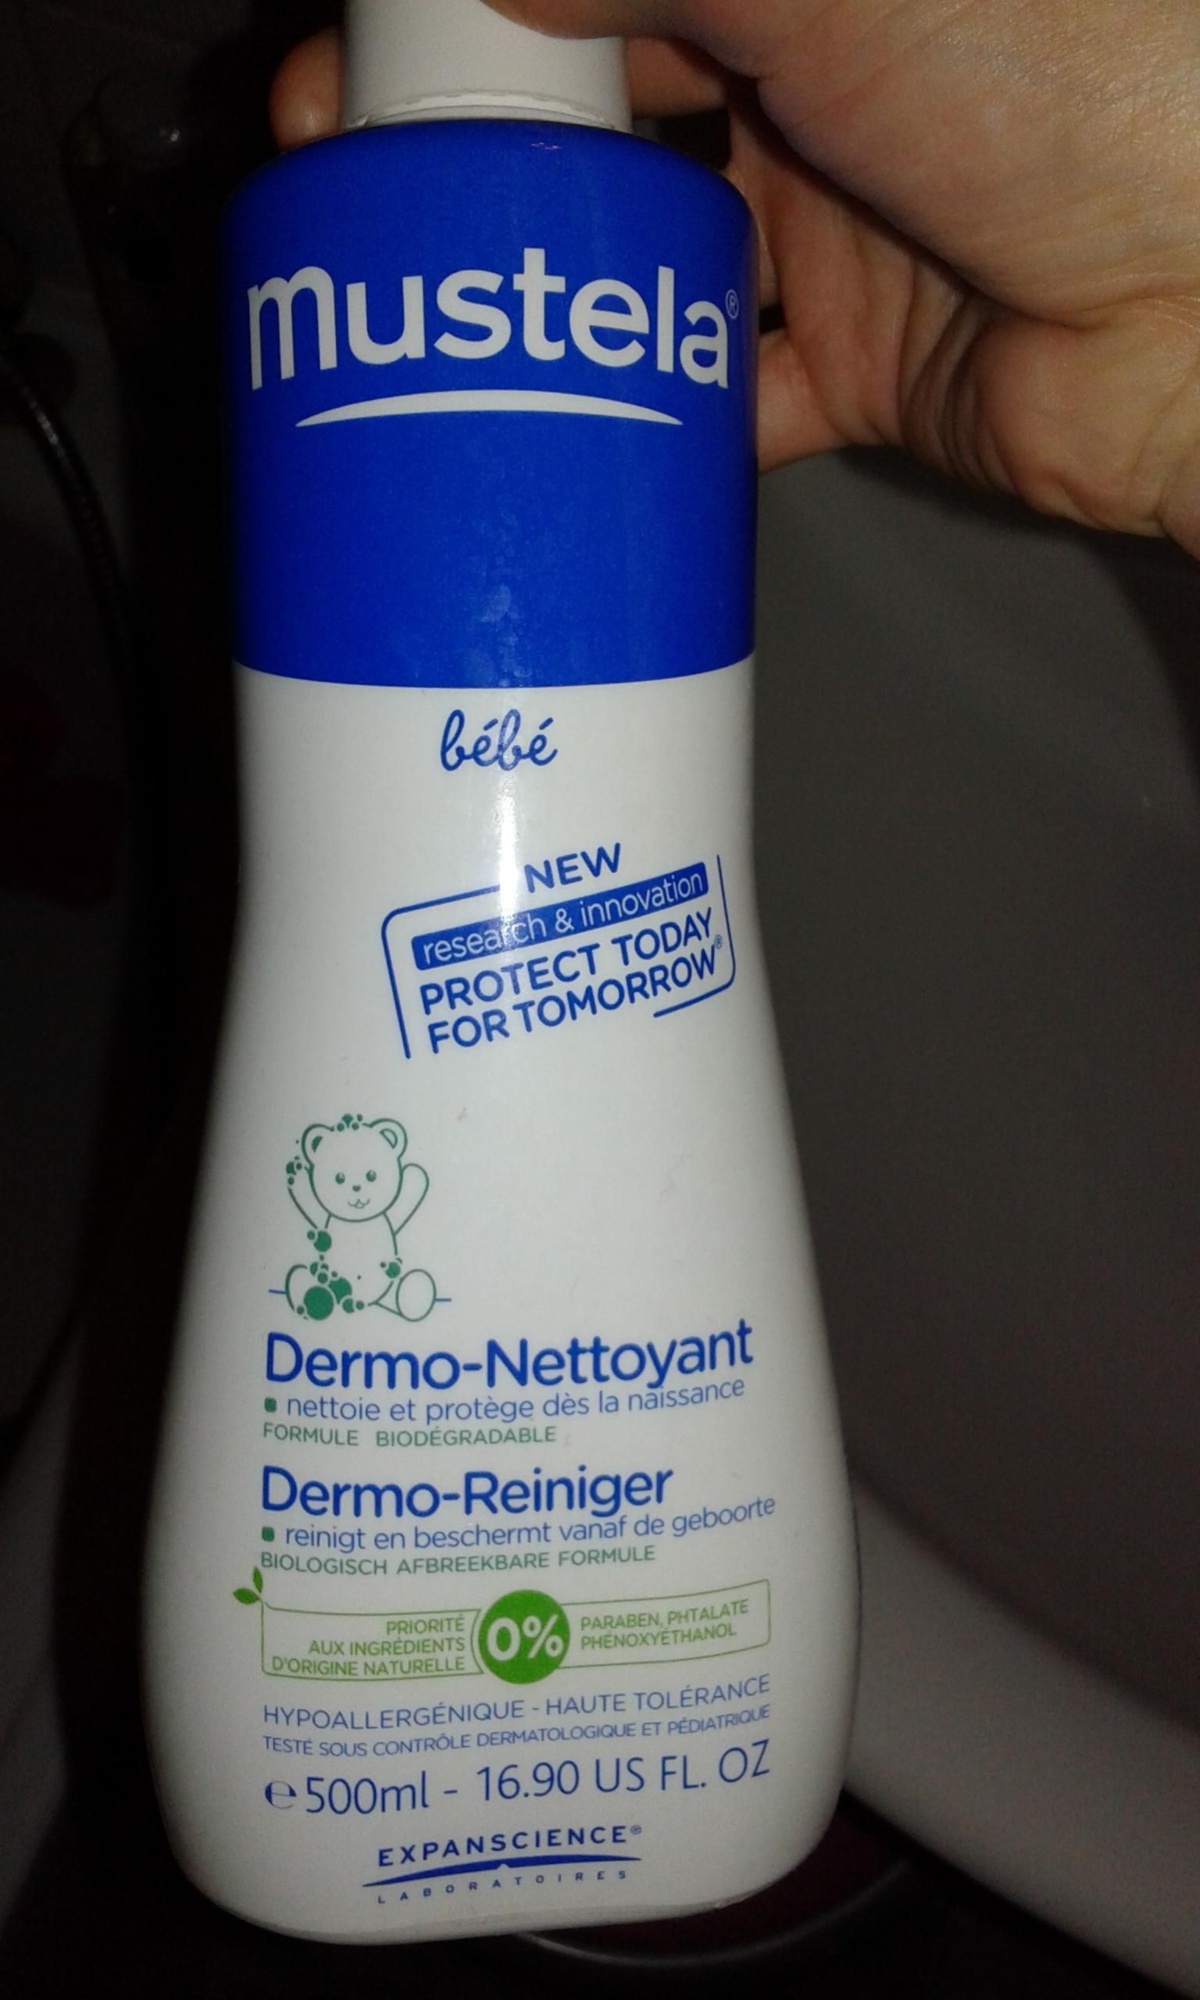 mustela®
bébé
NEW
research & innovation
PROTECT TODAY
FOR TOMORROW®
Dermo-Nettoyant
▪ nettoie et protège dès la naissance
FORMULE BIODÉGRADABLE
Dermo-Reiniger
▪ reinigt en beschermt vanaf de geboorte
BIOLOGISCH AFBREEKBARE FORMULE
PRIORITÉ
AUX INGRÉDIENTS
D'ORIGINE NATURELLE
0%
PARABEN, PHTALATE
PHÉNOXYÉTHANOL
HYPOALLERGÉNIQUE - HAUTE TOLÉRANCE
TESTÉ SOUS CONTRÔLE DERMATOLOGIQUE ET PÉDIATRIQUE
℮ 500ml - 16.90 US FL. OZ
EXPANSCIENCE®
LABORATOIRES